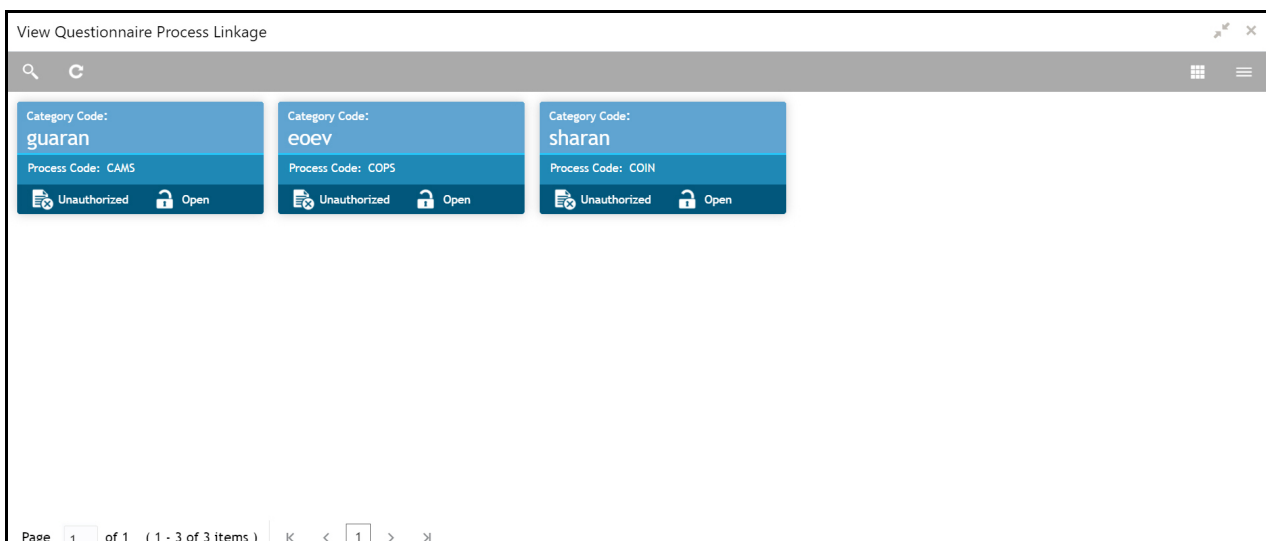 View Questionnaire Process Linkage
Category Code: Category Code: Category Code:
guaran eoev sharan
Process Code: CAMS Process Code: COPS Process Code: COIN
Unauthorized Open Unauthorized Open Unauthorized Open
Page 1 of 1 ( 1 - 3 of 3 items ) 1